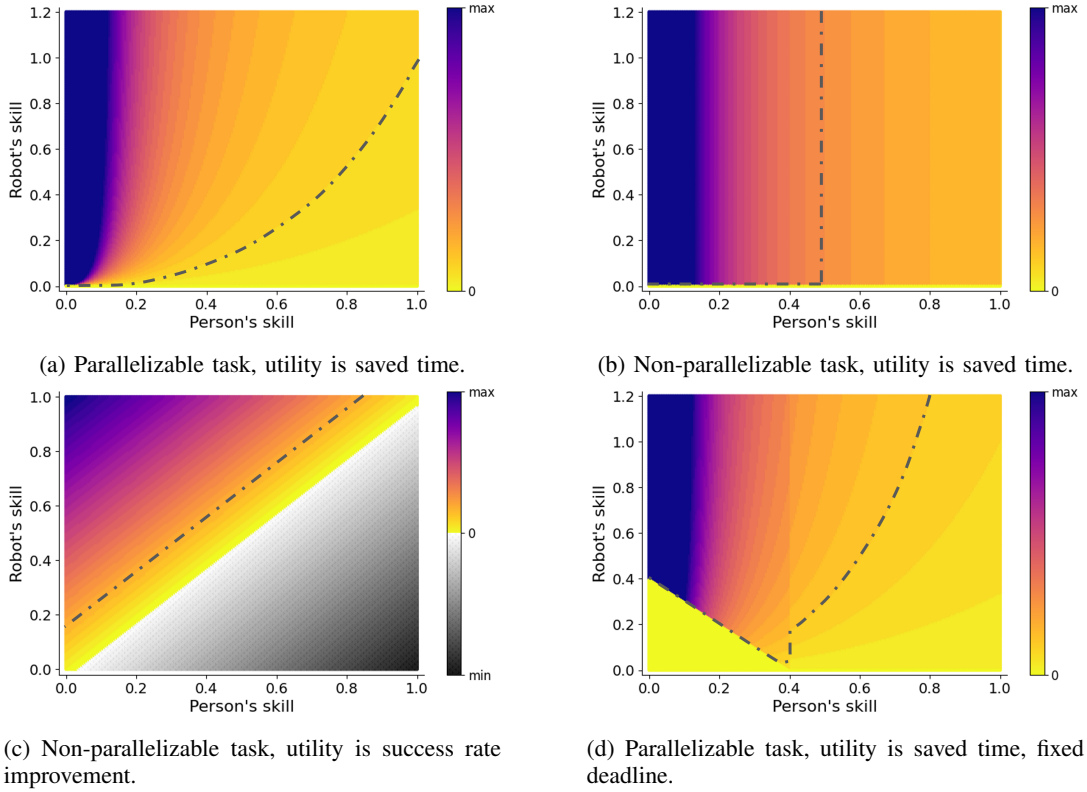 1.2
1.0
0.8
0.6
0.4
0.2
0.0
Robot's skill
0.0 0.2 0.4 0.6 0.8 1.0
Person's skill
max
0
(a) Parallelizable task, utility is saved time.
1.2
1.0
0.8
0.6
0.4
0.2
0.0
Robot's skill
0.0 0.2 0.4 0.6 0.8 1.0
Person's skill
max
0
(b) Non-parallelizable task, utility is saved time.
1.0
0.8
0.6
0.4
0.2
0.0
Robot's skill
0.0 0.2 0.4 0.6 0.8 1.0
Person's skill
max
0
min
(c) Non-parallelizable task, utility is success rate
improvement.
1.2
1.0
0.8
0.6
0.4
0.2
0.0
Robot's skill
0.0 0.2 0.4 0.6 0.8 1.0
Person's skill
max
0
(d) Parallelizable task, utility is saved time, fixed
deadline.